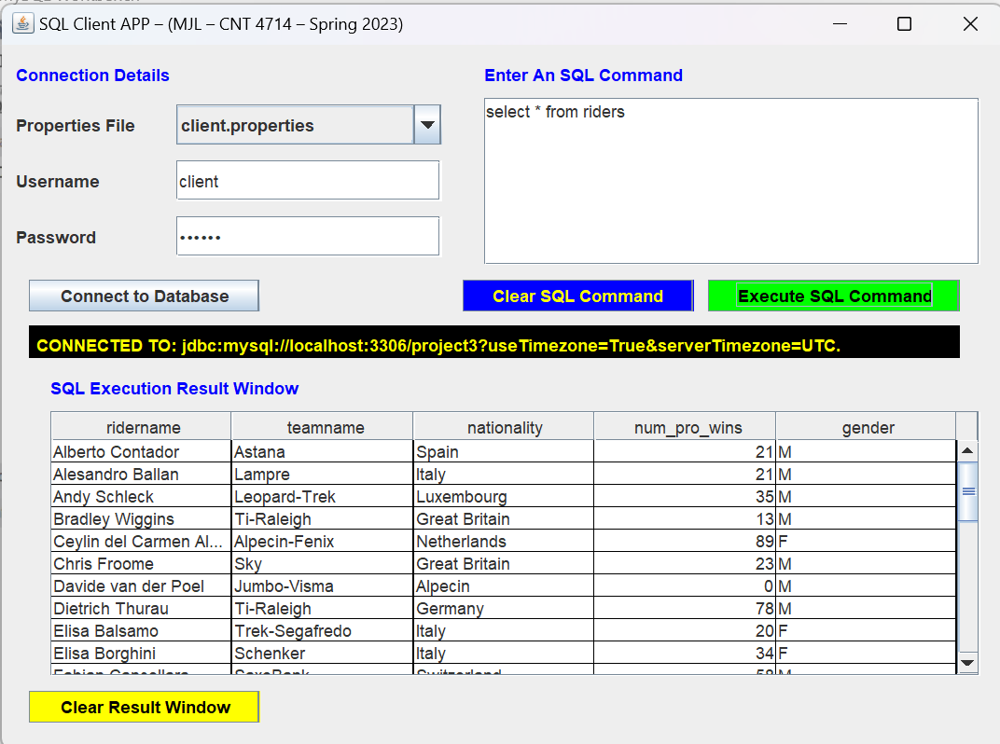 SQL Client APP – (MJL – CNT 4714 – Spring 2023)
Connection Details
Enter An SQL Command
Properties File
client.properties
select * from riders
Username
client
Password
••••••
Connect to Database
Clear SQL Command
Execute SQL Command
CONNECTED TO: jdbc:mysql://localhost:3306/project3?useTimezone=True&serverTimezone=UTC.
SQL Execution Result Window
ridername teamname nationality num_pro_wins gender
Alberto Contador Astana Spain 21 M
Alesandro Ballan Lampre Italy 21 M
Andy Schleck Leopard-Trek Luxembourg 35 M
Bradley Wiggins Ti-Raleigh Great Britain 13 M
Ceylin del Carmen Al... Alpecin-Fenix Netherlands 89 F
Chris Froome Sky Great Britain 23 M
Davide van der Poel Jumbo-Visma Alpecin 0 M
Dietrich Thurau Ti-Raleigh Germany 78 M
Elisa Balsamo Trek-Segafredo Italy 20 F
Elisa Borghini Schenker Italy 34 F
Clear Result Window